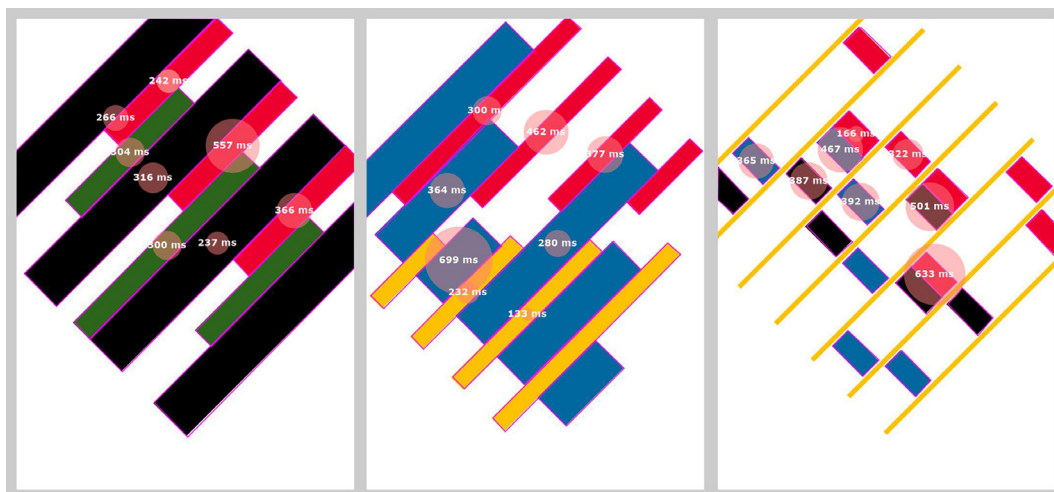 242 ms
266 ms
304 ms
557 ms
316 ms
366 ms
300 ms
237 ms
300 m
462 ms
377 ms
364 ms
280 ms
699 ms
232 ms
133 ms
166 ms
467 ms
322 ms
365 ms
387 ms
392 ms
501 ms
633 ms